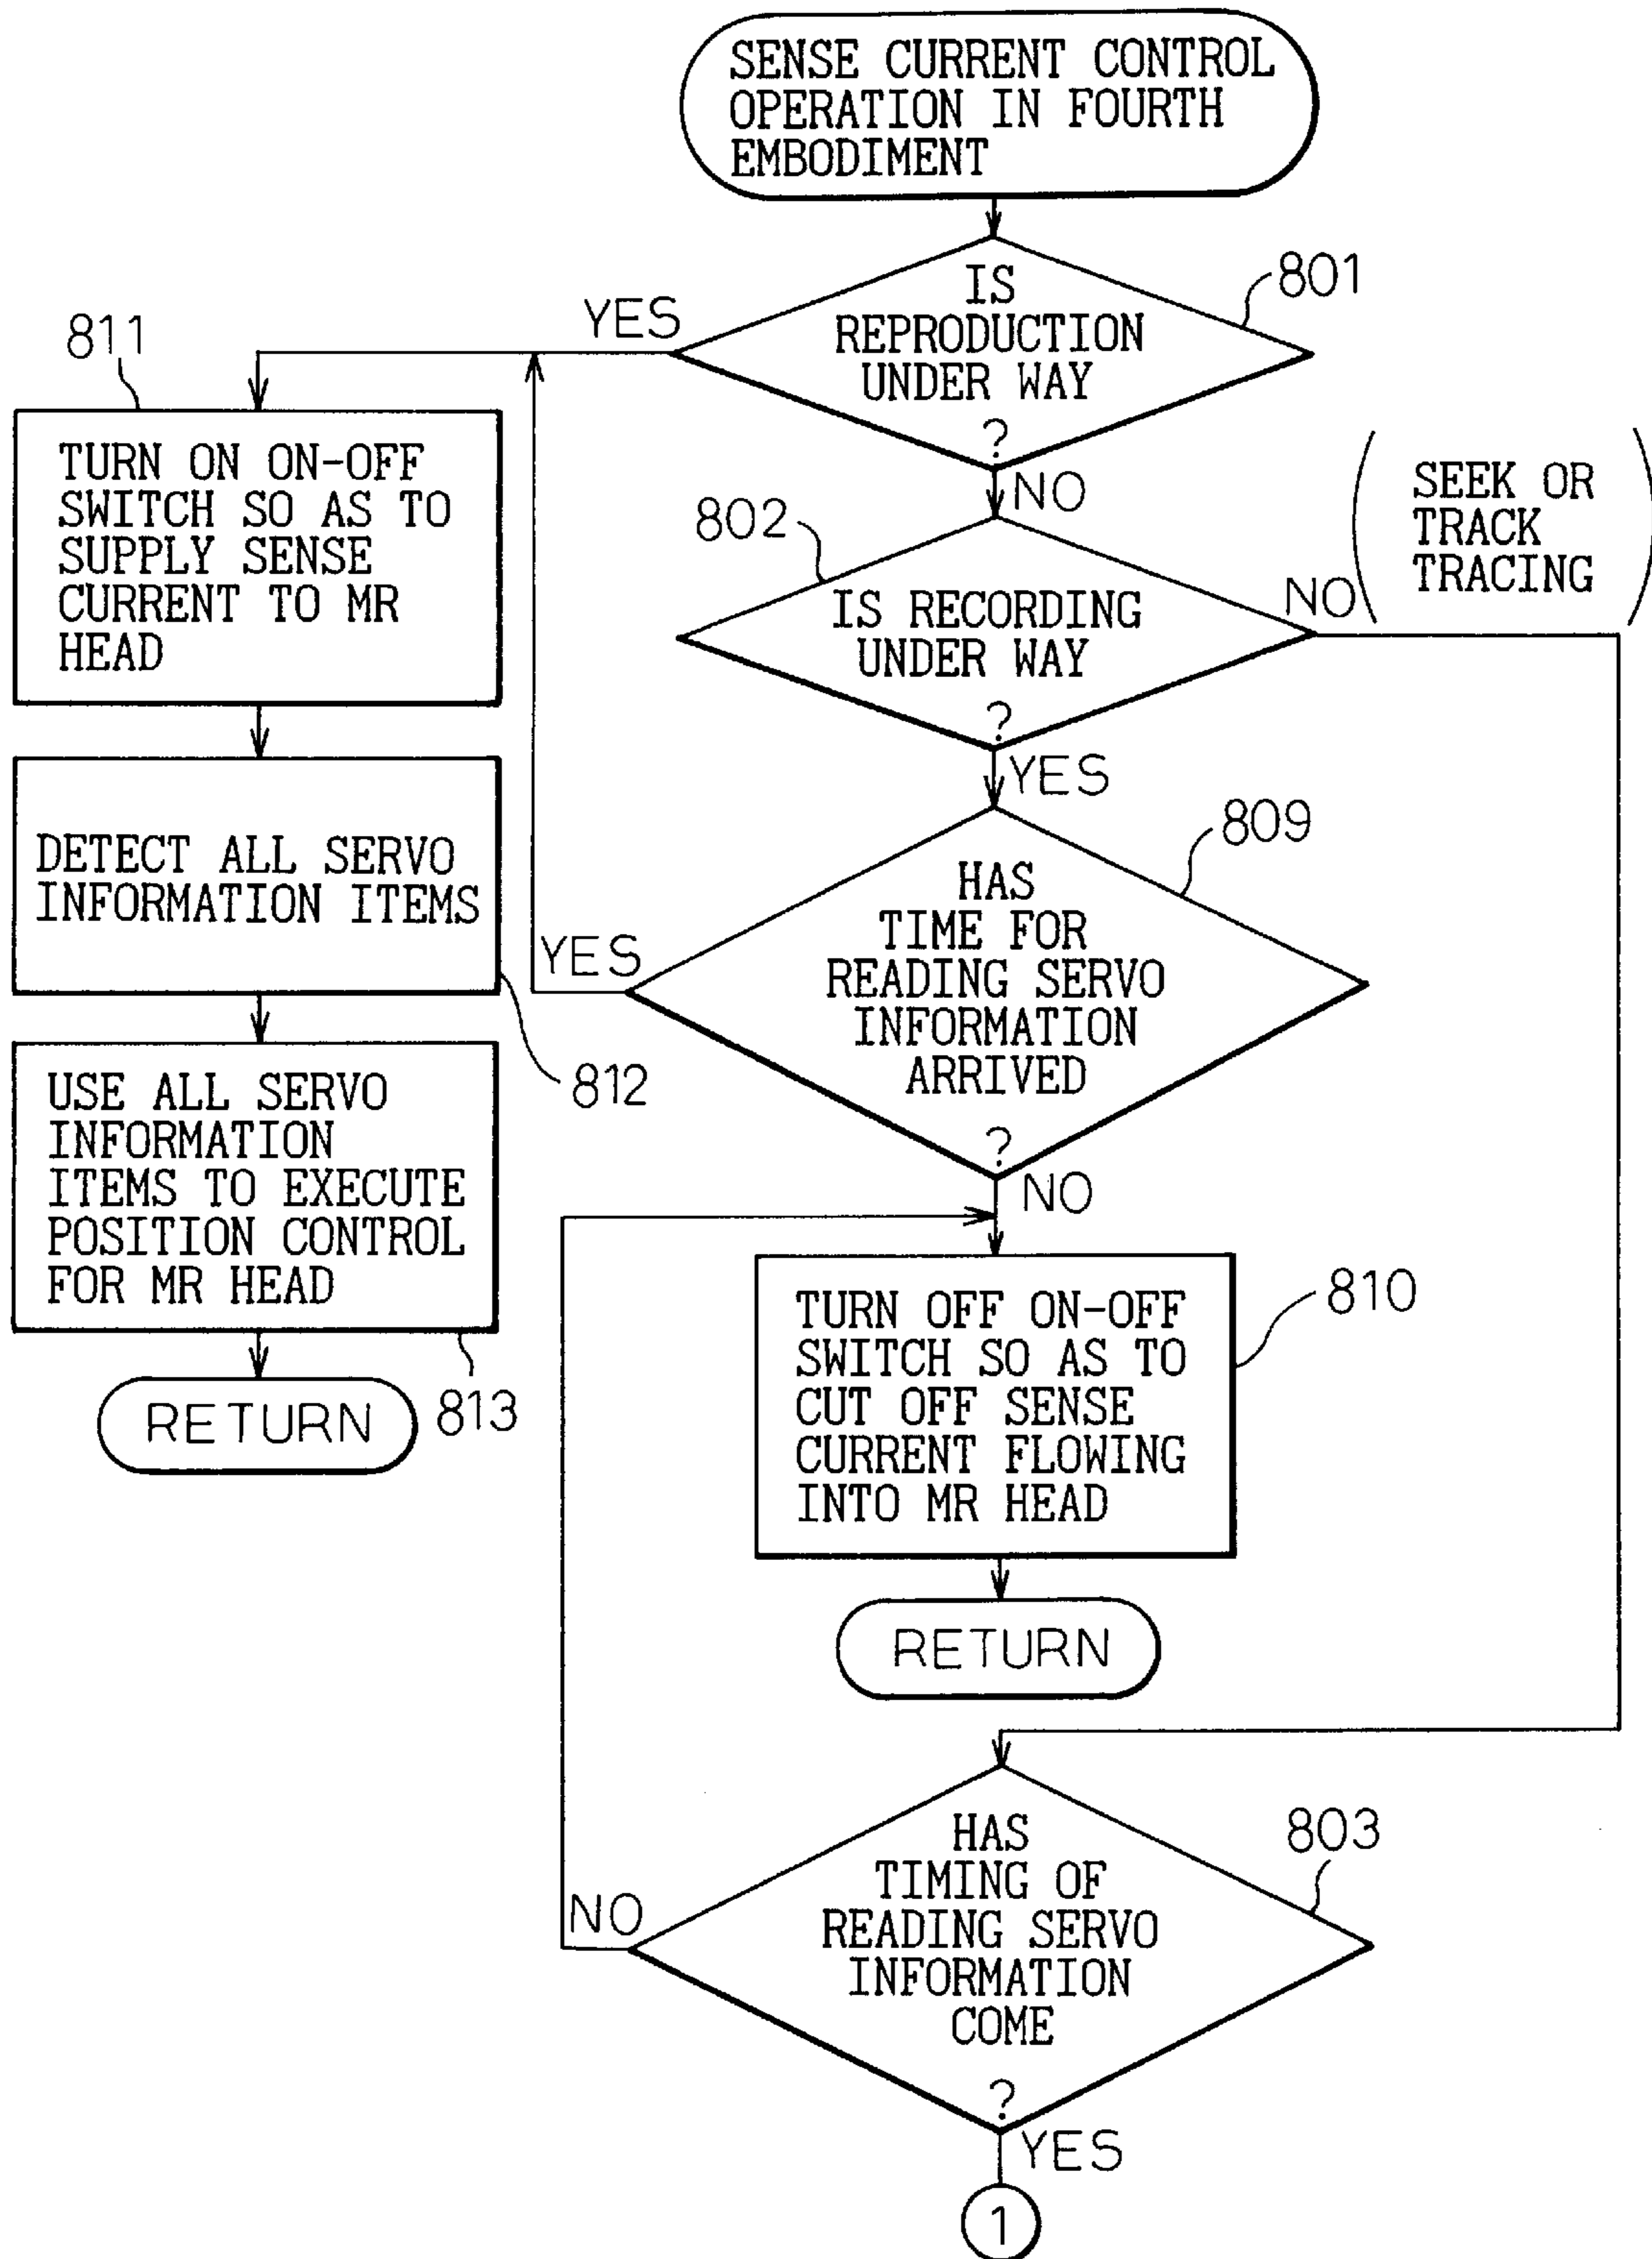 SENSE CURRENT CONTROL
OPERATION IN FOURTH
EMBODIMENT
801
IS
REPRODUCTION
UNDER WAY
?
YES
NO
811
TURN ON ON-OFF
SWITCH SO AS TO
SUPPLY SENSE
CURRENT TO MR
HEAD
802
IS RECORDING
UNDER WAY
?
NO
(SEEK OR
TRACK
TRACING)
YES
DETECT ALL SERVO
INFORMATION ITEMS
812
809
HAS
TIME FOR
READING SERVO
INFORMATION
ARRIVED
?
YES
NO
USE ALL SERVO
INFORMATION
ITEMS TO EXECUTE
POSITION CONTROL
FOR MR HEAD
813
RETURN
810
TURN OFF ON-OFF
SWITCH SO AS TO
CUT OFF SENSE
CURRENT FLOWING
INTO MR HEAD
RETURN
803
HAS
TIMING OF
READING SERVO
INFORMATION
COME
?
NO
YES
1